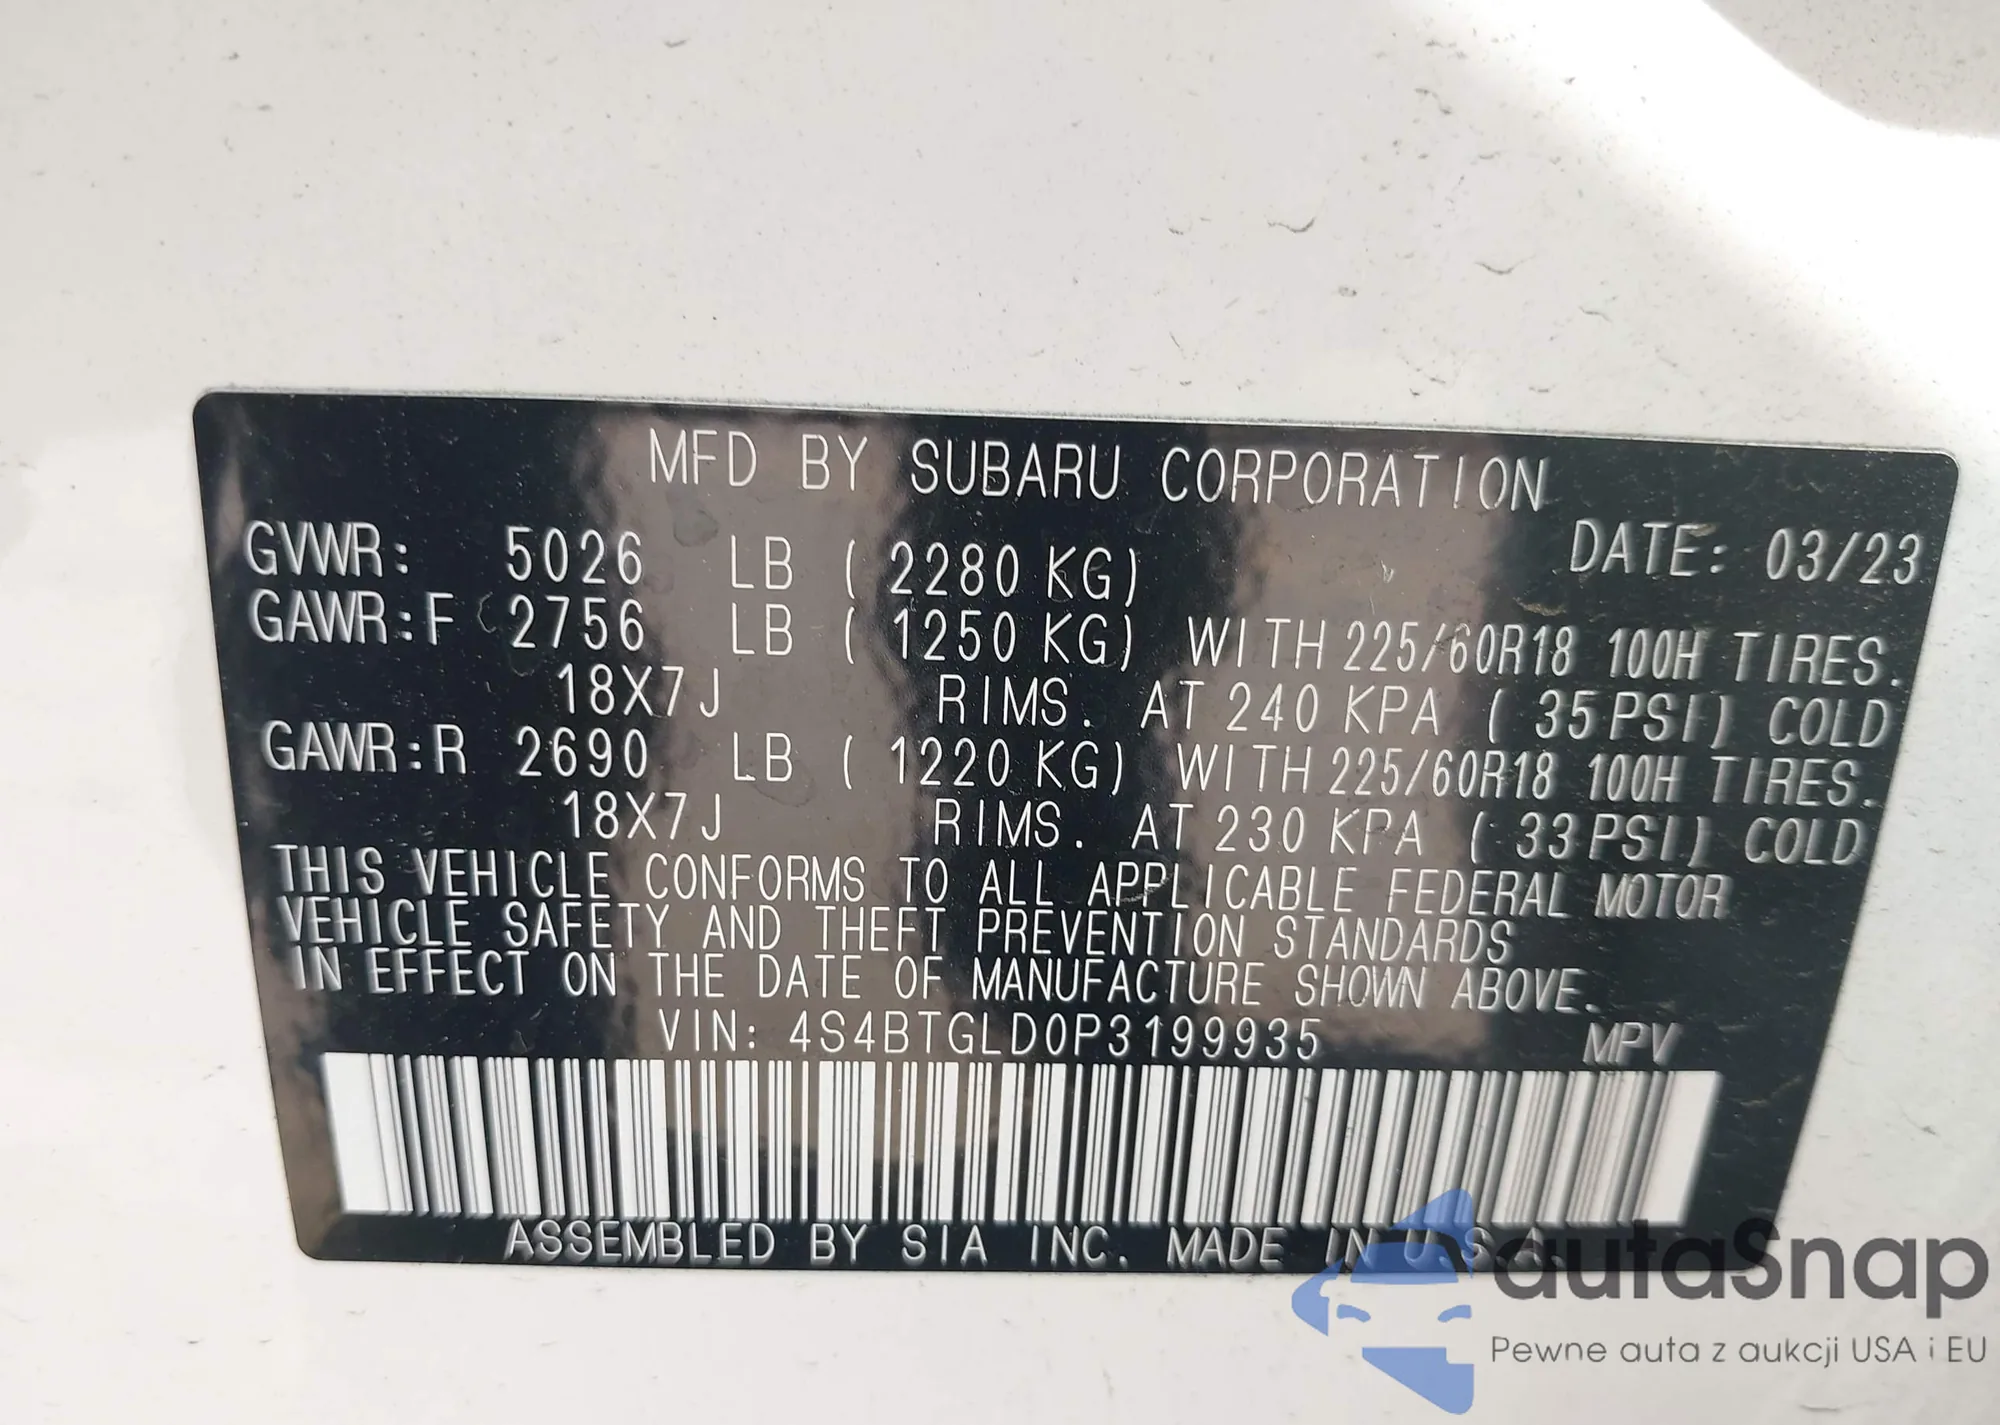 MFD BY SUBARU CORPORATION
GVWR: 5026 LB ( 2280 KG) DATE: 03/23
GAWR:F 2756 LB ( 1250 KG) WITH 225/60R18 100H TIRES.
18X7J RIMS. AT 240 KPA ( 35 PSI) COLD
GAWR:R 2690 LB ( 1220 KG) WITH 225/60R18 100H TIRES.
18X7J RIMS. AT 230 KPA ( 33 PSI) COLD
THIS VEHICLE CONFORMS TO ALL APPLICABLE FEDERAL MOTOR
VEHICLE SAFETY AND THEFT PREVENTION STANDARDS
IN EFFECT ON THE DATE OF MANUFACTURE SHOWN ABOVE.
VIN: 4S4BTGLD0P3199935 MPV
ASSEMBLED BY SIA INC. MADE IN U.S.A.
autaSnap
Pewne auta z aukcji USA i EU